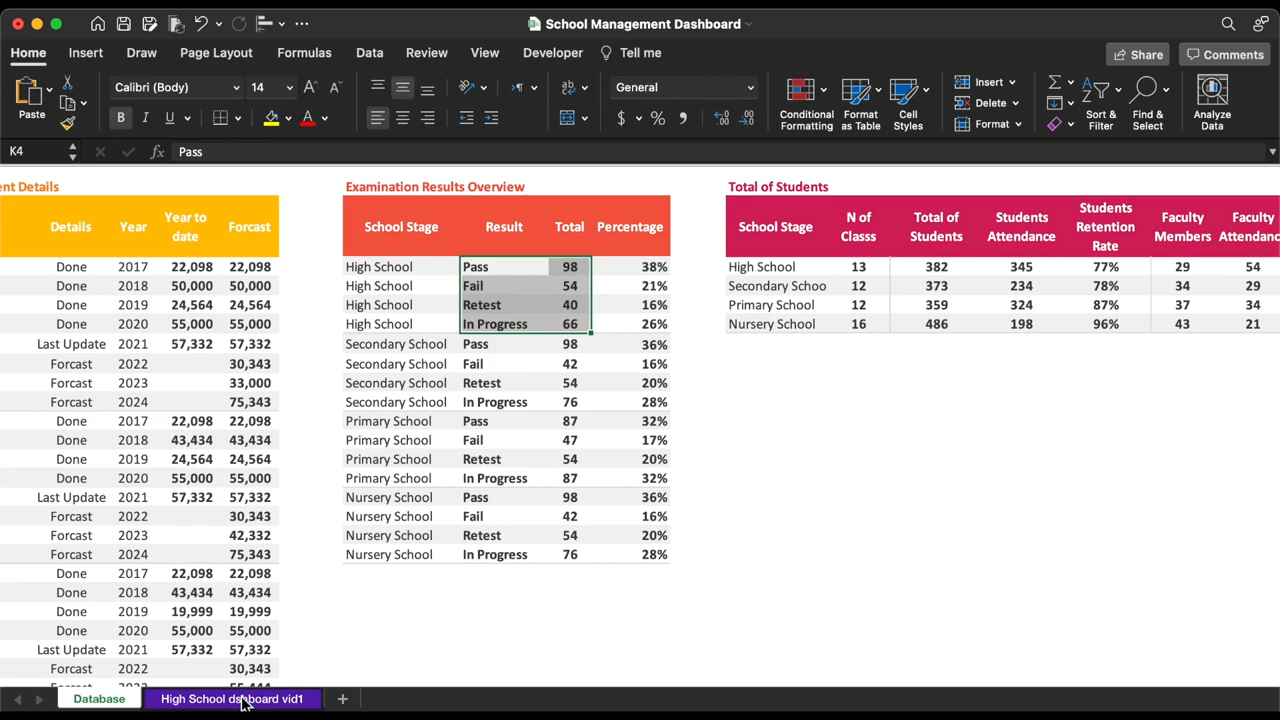 School Management Dashboard
Home Insert Draw Page Layout Formulas Data Review View Developer Tell me Share Comments
Paste Calibri (Body) 14 General Conditional Formatting Format as Table Cell Styles Insert Delete Format Sort & Filter Find & Select Analyze Data
K4 fx Pass
ent Details Examination Results Overview Total of Students
Details Year Year to date Forcast School Stage Result Total Percentage School Stage N of Classs Total of Students Students Attendance Students Retention Rate Faculty Members Faculty Attendanc
Done 2017 22,098 22,098 High School Pass 98 38% High School 13 382 345 77% 29 54
Done 2018 50,000 50,000 High School Fail 54 21% Secondary Schoo 12 373 234 78% 34 29
Done 2019 24,564 24,564 High School Retest 40 16% Primary School 12 359 324 87% 37 34
Done 2020 55,000 55,000 High School In Progress 66 26% Nursery School 16 486 198 96% 43 21
Last Update 2021 57,332 57,332 Secondary School Pass 98 36%
Forcast 2022 30,343 Secondary School Fail 42 16%
Forcast 2023 33,000 Secondary School Retest 54 20%
Forcast 2024 75,343 Secondary School In Progress 76 28%
Done 2017 22,098 22,098 Primary School Pass 87 32%
Done 2018 43,434 43,434 Primary School Fail 47 17%
Done 2019 24,564 24,564 Primary School Retest 54 20%
Done 2020 55,000 55,000 Primary School In Progress 87 32%
Last Update 2021 57,332 57,332 Nursery School Pass 98 36%
Forcast 2022 30,343 Nursery School Fail 42 16%
Forcast 2023 42,332 Nursery School Retest 54 20%
Forcast 2024 75,343 Nursery School In Progress 76 28%
Done 2017 22,098 22,098
Done 2018 43,434 43,434
Done 2019 19,999 19,999
Done 2020 55,000 55,000
Last Update 2021 57,332 57,332
Forcast 2022 30,343
Database High School dshboard vid1